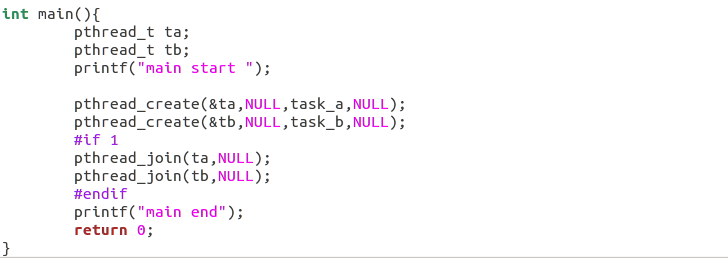 int main(){
        pthread_t ta;
        pthread_t tb;
        printf("main start ");

        pthread_create(&ta,NULL,task_a,NULL);
        pthread_create(&tb,NULL,task_b,NULL);
        #if 1
        pthread_join(ta,NULL);
        pthread_join(tb,NULL);
        #endif
        printf("main end");
        return 0;
}